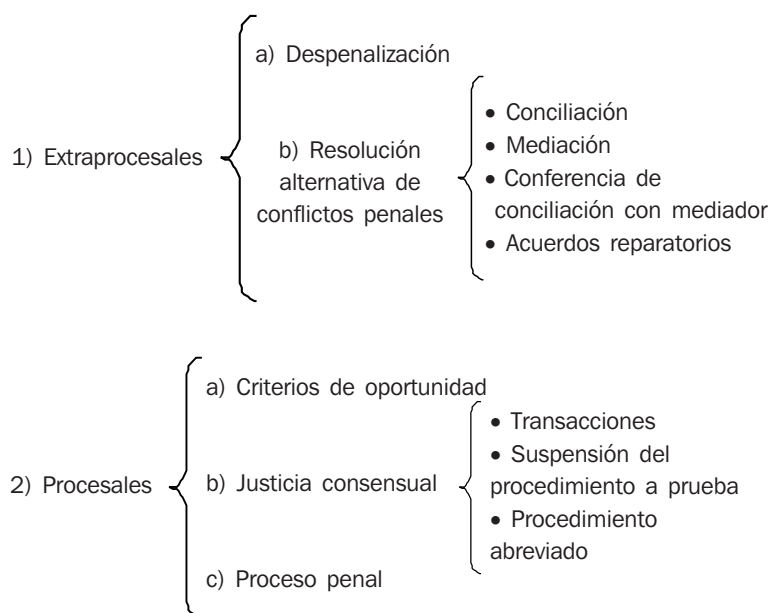 1) Extraprocesales
a) Despenalización
b) Resolución
alternativa de
conflictos penales
• Conciliación
• Mediación
• Conferencia de
conciliación con mediador
• Acuerdos reparatorios
2) Procesales
a) Criterios de oportunidad
b) Justicia consensual
• Transacciones
• Suspensión del
procedimiento a prueba
• Procedimiento
abreviado
c) Proceso penal